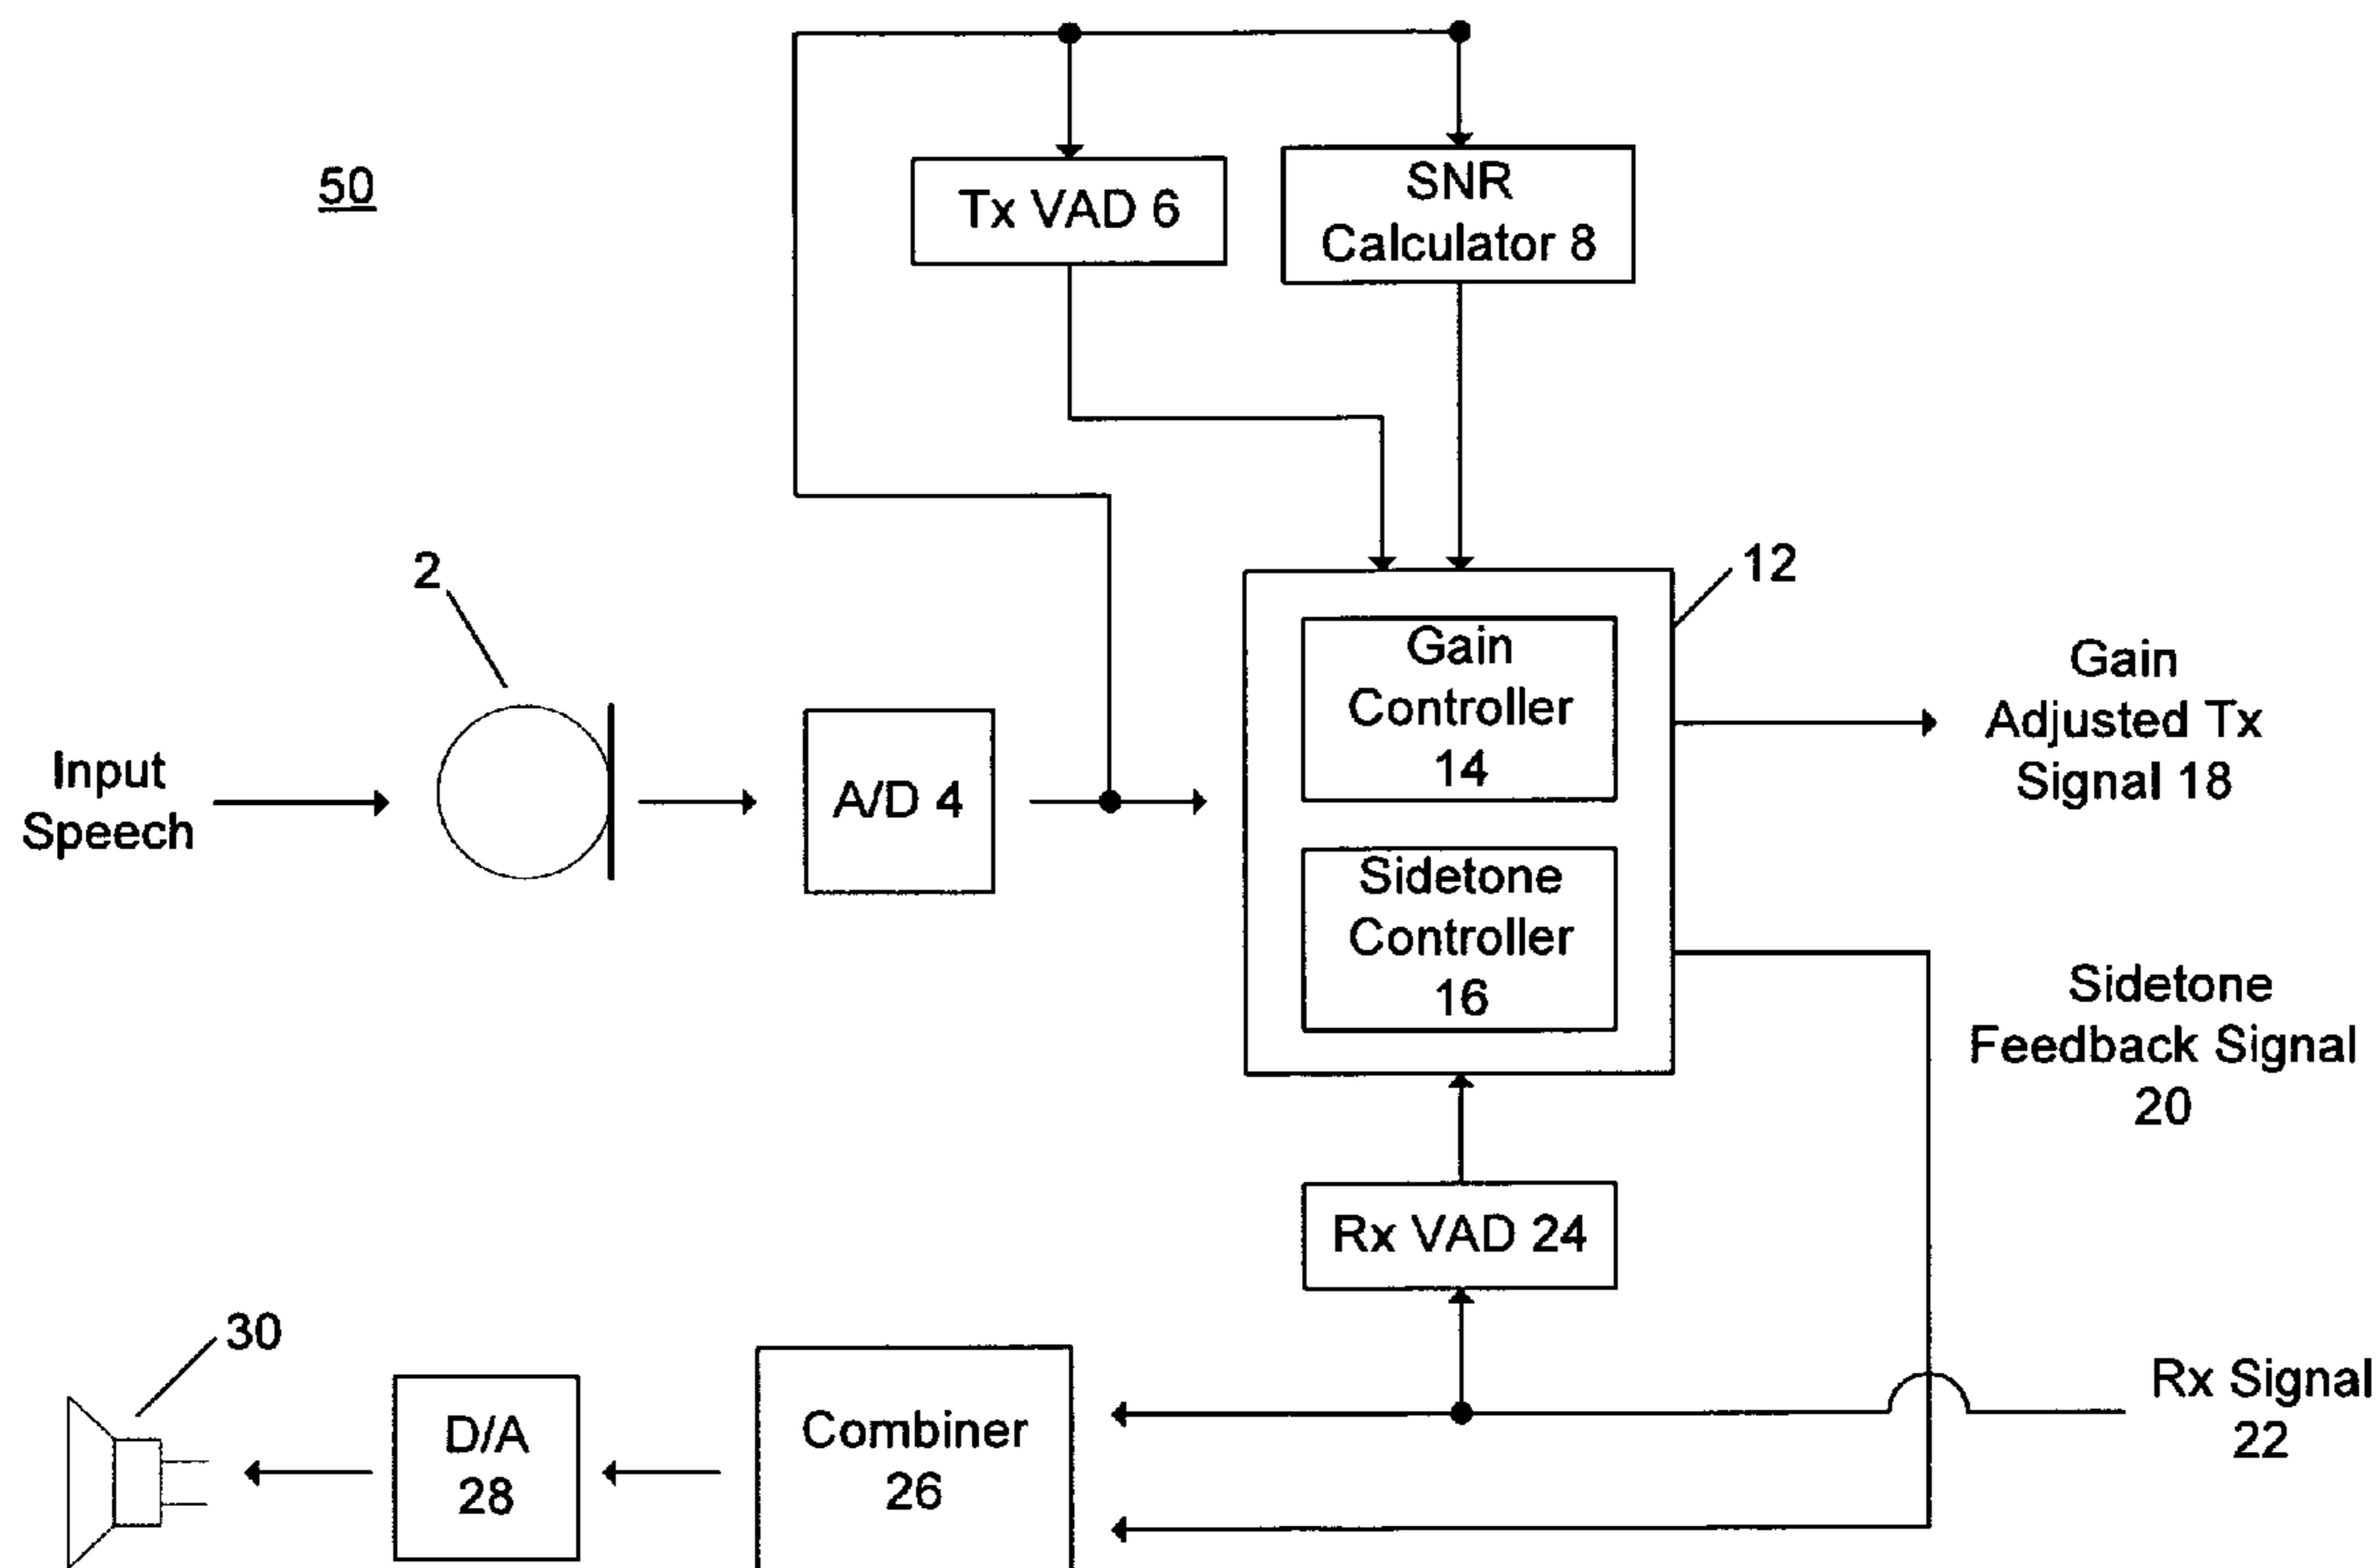 50
Tx VAD 6
SNR
Calculator 8
2
12
Input
Speech
A/D 4
Gain
Controller
14
Gain
Adjusted Tx
Signal 18
Sidetone
Controller
16
Sidetone
Feedback Signal
20
Rx VAD 24
30
D/A
28
Combiner
26
Rx Signal
22